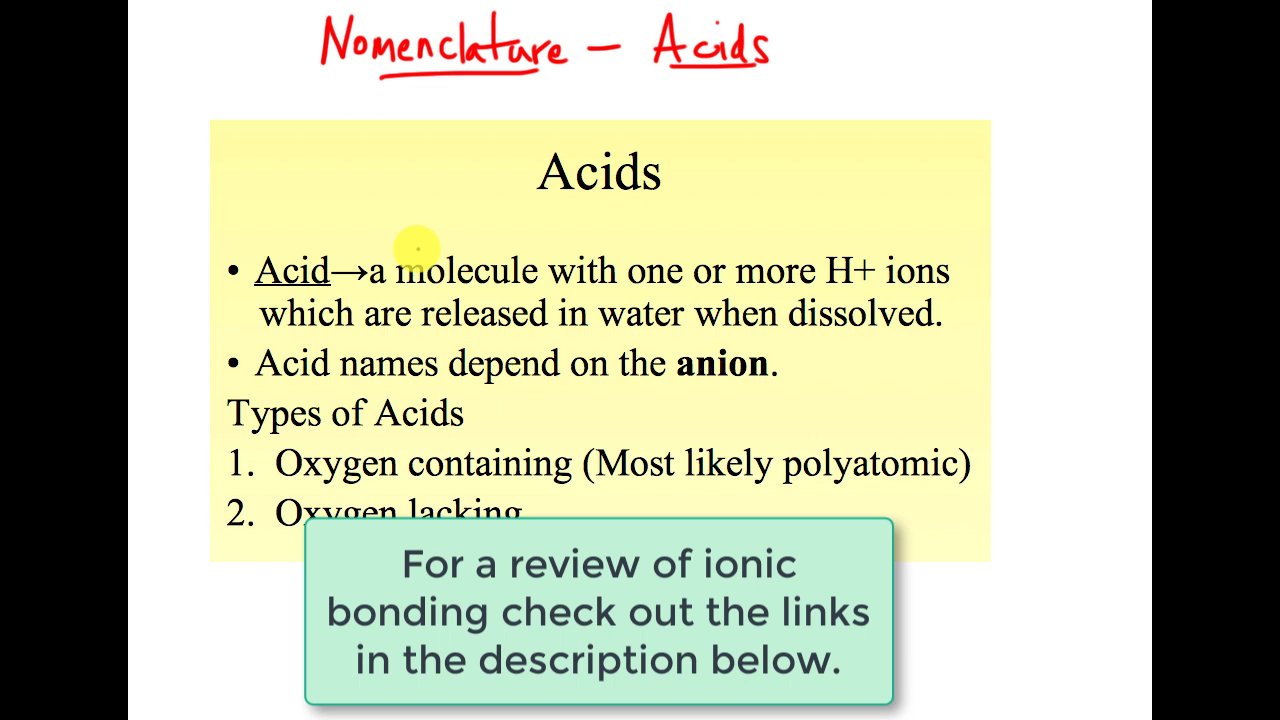 Nomenclature – Acids
Acids
• Acid→a molecule with one or more H+ ions
which are released in water when dissolved.
• Acid names depend on the anion.
Types of Acids
1. Oxygen containing (Most likely polyatomic)
2. Oxygen lacking
For a review of ionic
bonding check out the links
in the description below.